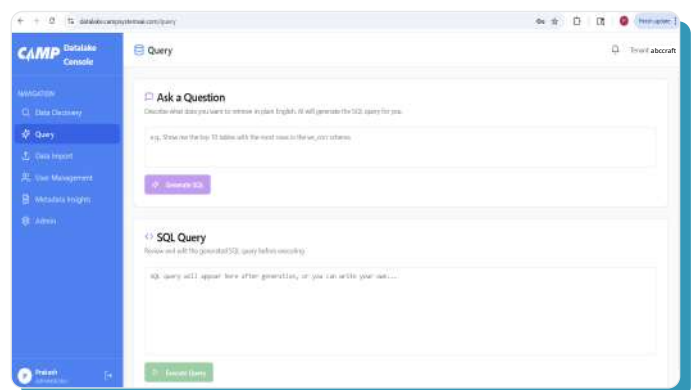 datalake.campsystemsai.com/query
CAMP Datalake
Console
Query
Tenant abccraft
NAVIGATION
Data Discovery
Query
Data Import
User Management
Metadata Insights
Admin
Ask a Question
Describe what data you want to retrieve in plain English. AI will generate the SQL query for you.
e.g., Show me the top 10 tables with the most rows in the
Generate SQL
SQL Query
Review and edit the generated SQL query before executing
SQL query will appear here after generation, or you can write your own...
Execute Query
P
Prakash